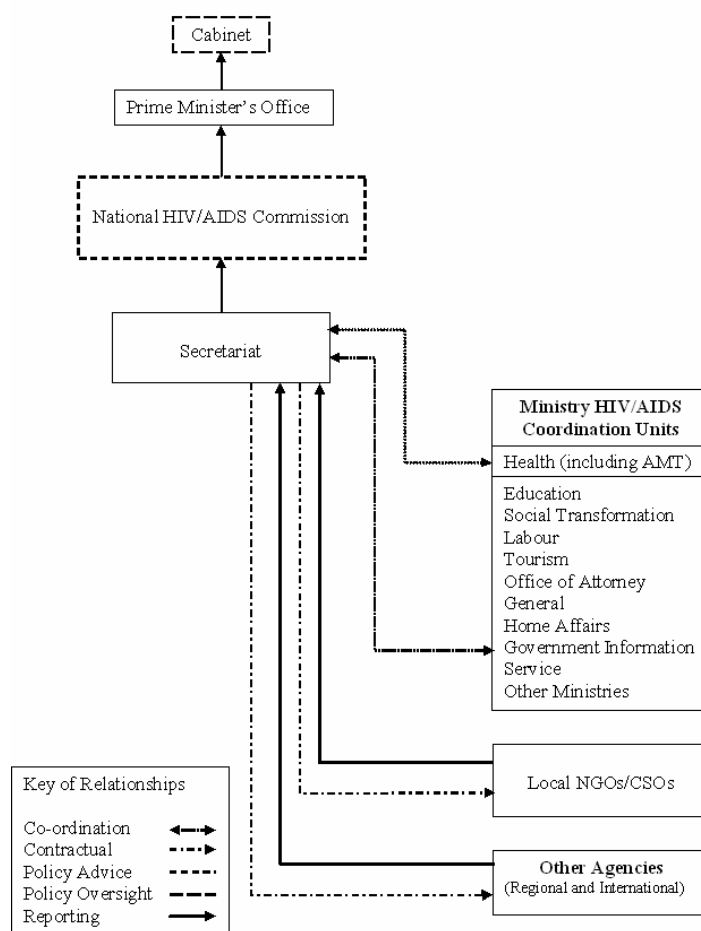 Cabinet
Prime Minister's Office
National HIV/AIDS Commission
Secretariat
Ministry HIV/AIDS
Coordination Units
Health (including AMT)
Education
Social Transformation
Labour
Tourism
Office of Attorney
General
Home Affairs
Government Information
Service
Other Ministries
Local NGOs/CSOs
Other Agencies
(Regional and International)
Key of Relationships
Co-ordination
Contractual
Policy Advice
Policy Oversight
Reporting